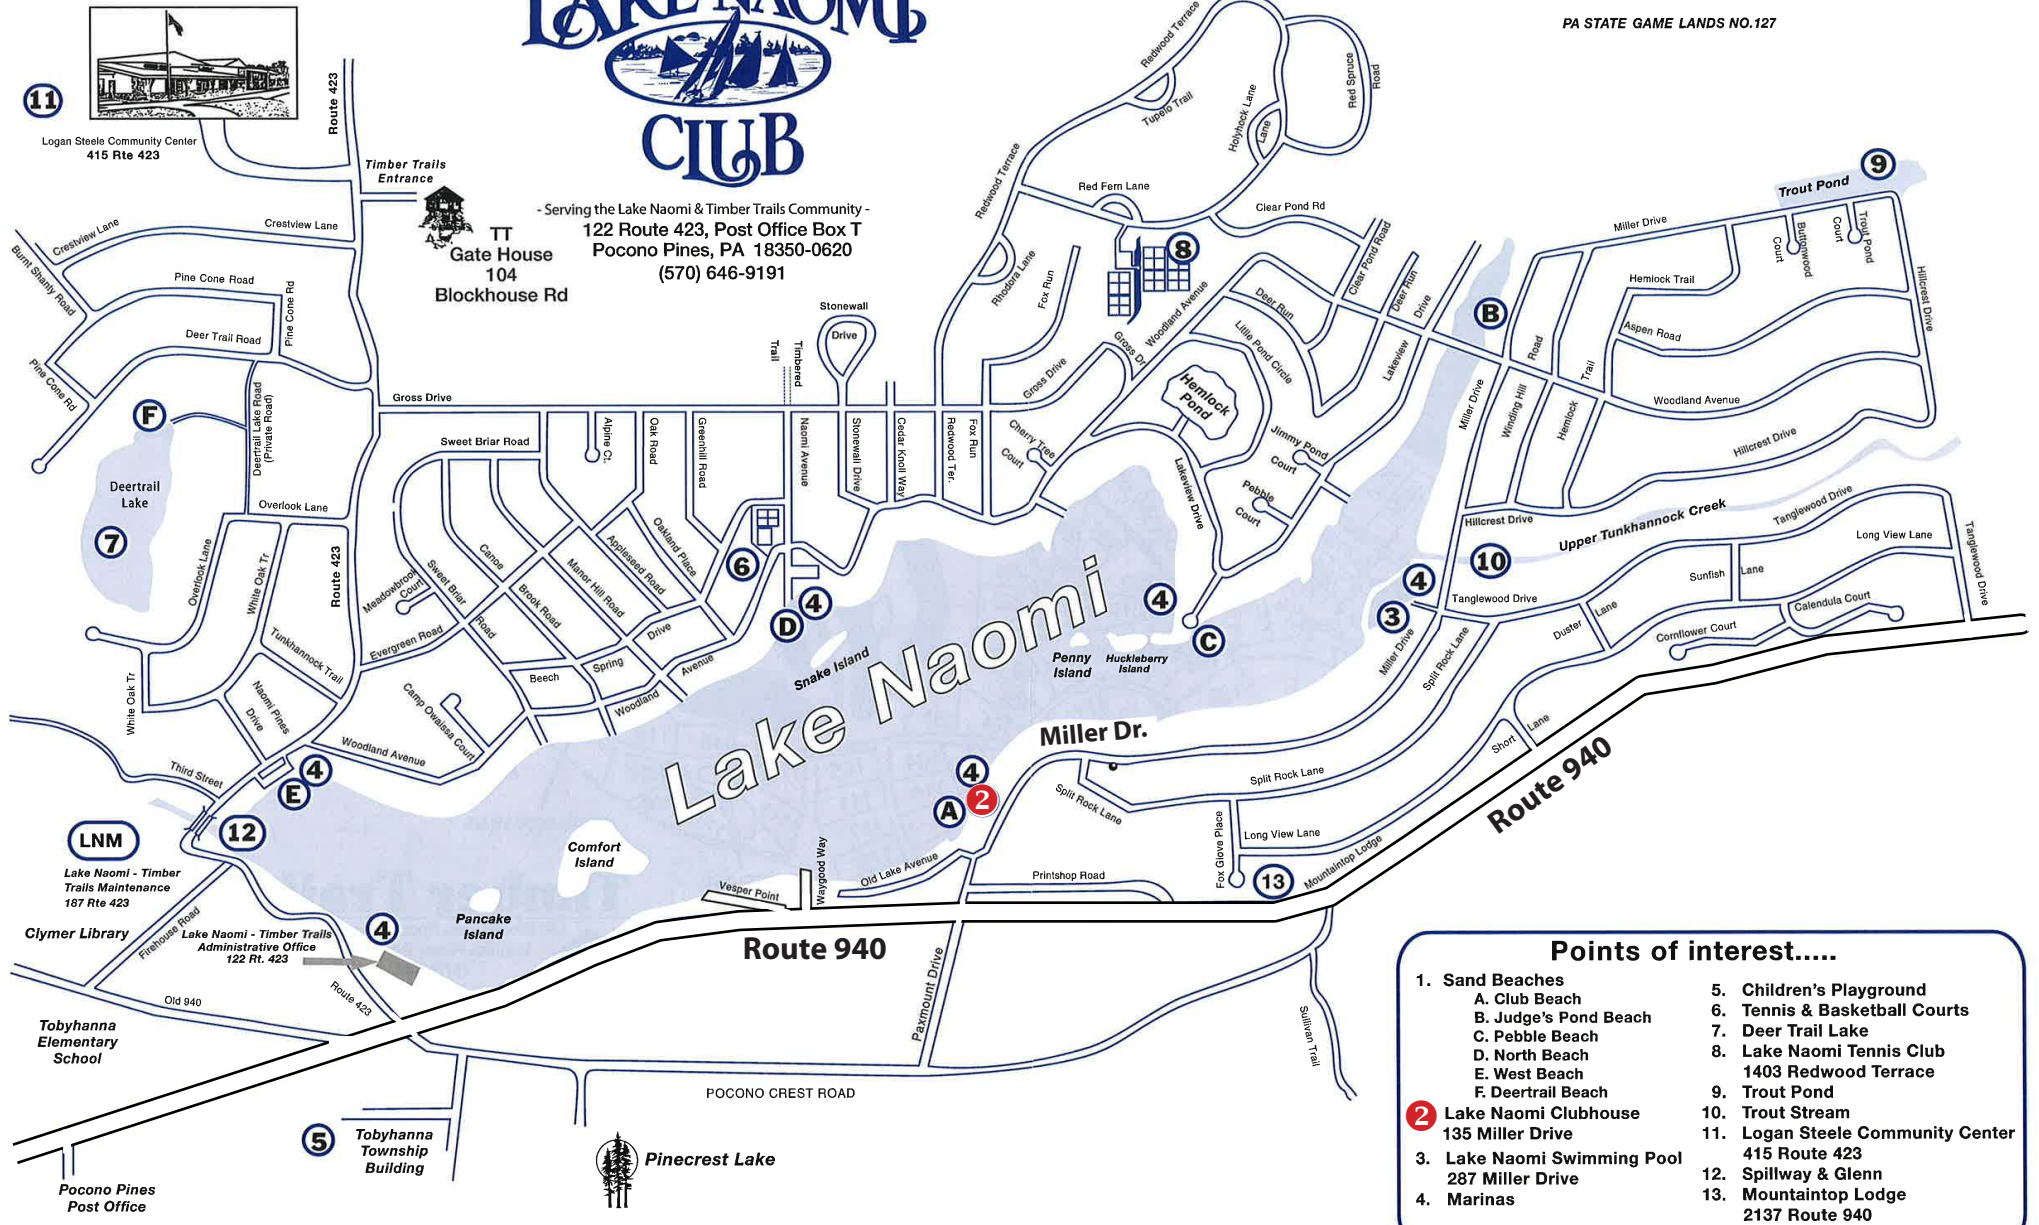 LAKE NAOMI
CLUB
- Serving the Lake Naomi & Timber Trails Community -
122 Route 423, Post Office Box T
Pocono Pines, PA 18350-0620
(570) 646-9191
PA STATE GAME LANDS NO.127
11
Logan Steele Community Center
415 Rte 423
Route 423
Timber Trails
Entrance
TT
Gate House
104
Blockhouse Rd
Crestview Lane
Crestview Lane
Burnt Shanty Road
Pine Cone Road
Pine Cone Rd
Deer Trail Road
Pine Cone Rd
F
Deertrail Lake Road
(Private Road)
Deertrail
Lake
7
Gross Drive
Sweet Briar Road
Overlook Lane
Overlook Lane
White Oak Tr
Route 423
White Oak Tr
Tunkhannock Trail
Naomi Pines
Drive
Meadowbrook
Court
Evergreen Road
Sweet Briar
Road
Canoe
Brook Road
Manor Hill Road
Appleseed Road
Oakland Place
Alpine Ct.
Oak Road
Greenhill Road
Trail
Timbered
Naomi Avenue
Stonewall
Drive
Stonewall Drive
Cedar Knoll Way
Redwood Ter.
Fox Run
Cherry Tree
Court
Gross Drive
Gross Dr
Fox Run
Rhodora Lane
Redwood Terrace
Redwood Terrace
Tupelo Trail
Red Fern Lane
Holyhock Lane
Lane
Red Spruce
Road
Clear Pond Rd
Clear Pond Road
8
Woodland Avenue
Deer Run
Deer Run
Drive
Lakeview
Little Pond Circle
Hemlock
Pond
Jimmy Pond
Court
Pebble
Court
Lakeview Drive
B
Miller Drive
Trout Pond
9
Buttonwood
Court
Trout Pond
Court
Hillcrest Drive
Hemlock Trail
Aspen Road
Road
Winding Hill
Trail
Hemlock
Miller Drive
Woodland Avenue
Hillcrest Drive
Hillcrest Drive
Upper Tunkhannock Creek
10
Tanglewood Drive
Tanglewood Drive
Tanglewood Drive
Long View Lane
Sunfish
Lane
Duster
Lane
Calendula Court
Cornflower Court
4
3
Miller Drive
Split Rock Lane
6
4
D
Snake Island
Lake Naomi
Penny
Island
Huckleberry
Island
4
C
Drive
Spring
Avenue
Beech
Woodland
Camp Owaissa Court
Woodland Avenue
4
E
Third Street
12
LNM
Lake Naomi - Timber
Trails Maintenance
187 Rte 423
Clymer Library
Firehouse Road
Lake Naomi - Timber Trails
Administrative Office
122 Rt. 423
4
Route 423
Old 940
Tobyhanna
Elementary
School
Comfort
Island
Pancake
Island
4
A
2
Miller Dr.
Split Rock Lane
Split Rock Lane
Short
Lane
Fox Glove Place
Long View Lane
13
Mountaintop Lodge
Route 940
Vesper Point
Waygood Way
Old Lake Avenue
Printshop Road
Route 940
Paxmount Drive
Sullivan Trail
POCONO CREST ROAD
5
Tobyhanna
Township
Building
Pinecrest Lake
Pocono Pines
Post Office
Points of interest.....
1. Sand Beaches
A. Club Beach
B. Judge's Pond Beach
C. Pebble Beach
D. North Beach
E. West Beach
F. Deertrail Beach
2 Lake Naomi Clubhouse
135 Miller Drive
3. Lake Naomi Swimming Pool
287 Miller Drive
4. Marinas
5. Children's Playground
6. Tennis & Basketball Courts
7. Deer Trail Lake
8. Lake Naomi Tennis Club
1403 Redwood Terrace
9. Trout Pond
10. Trout Stream
11. Logan Steele Community Center
415 Route 423
12. Spillway & Glenn
13. Mountaintop Lodge
2137 Route 940